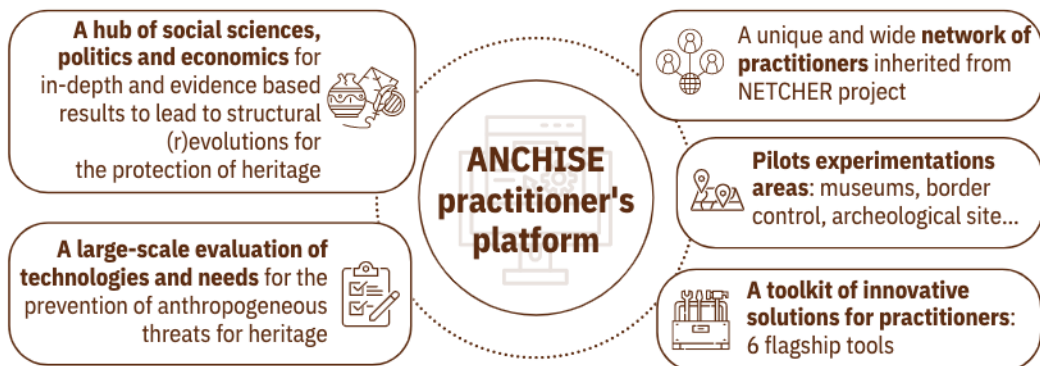 A hub of social sciences,
politics and economics for
in-depth and evidence based
results to lead to structural
(r)evolutions for
the protection of heritage
A large-scale evaluation of
technologies and needs for the
prevention of anthropogeneous
threats for heritage
ANCHISE
practitioner's
platform
A unique and wide network of
practitioners inherited from
NETCHER project
Pilots experimentations
areas: museums, border
control, archeological site...
A toolkit of innovative
solutions for practitioners:
6 flagship tools